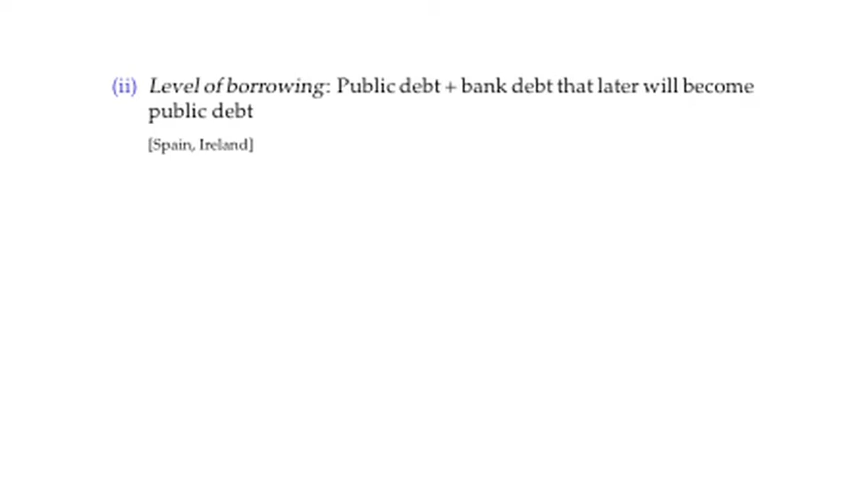 (ii) Level of borrowing: Public debt + bank debt that later will become
public debt
[Spain, Ireland]